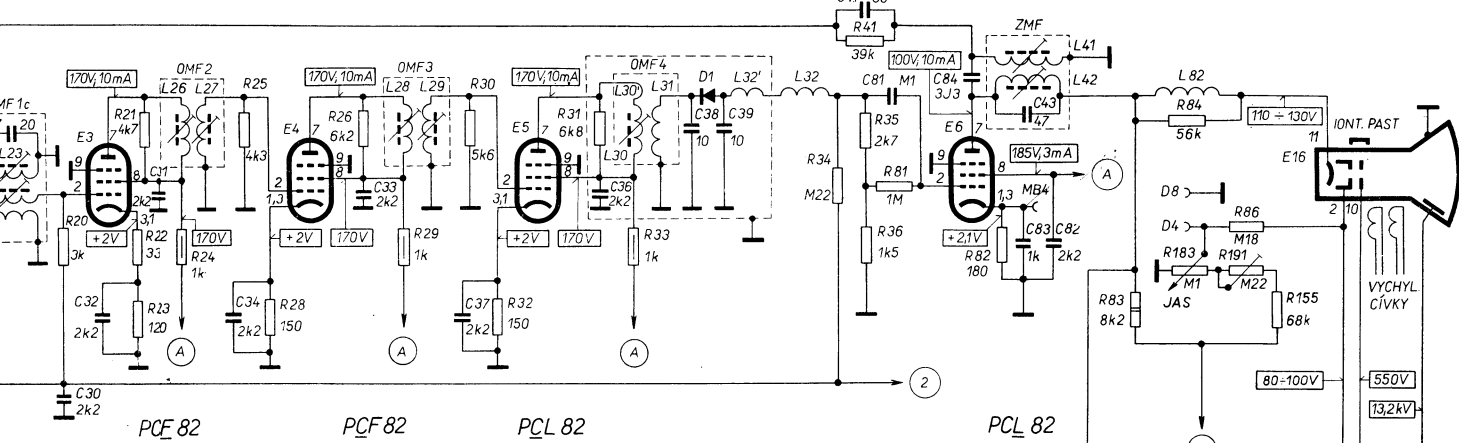 R41
39k
ZMF
L41
L42
100V,10mA
C84
3J3
C43
47
MF1c
20
L23
170V,10mA
OMF2
L26
L27
R25
R21
4k7
E3
7
9
8
2
3,1
C31
2k2
4k3
+2V
R20
3k
R22
33
170V
R24
1k
C32
2k2
R23
120
A
C30
2k2
PCF 82
170V,10mA
OMF3
L28
L29
R30
R26
6k2
E4
7
9
8
2
1,3
C33
2k2
5k6
+2V
170V
R29
1k
C34
2k2
R28
150
A
PCF 82
170V,10mA
OMF4
L30'
L31
R31
6k8
E5
7
9
8
2
3,1
L30
C36
2k2
D1
L32'
L32
C38
10
C39
10
+2V
170V
R33
1k
C37
2k2
R32
150
A
PCL 82
C81
M1
R35
2k7
R34
M22
R81
1M
R36
1k5
2
E6
7
9
8
2
1,3
185V,3mA
A
MB4
+2,1V
R82
180
C83
1k
C82
2k2
PCL 82
L82
R84
56k
110÷130V
11
IONT. PAST
E16
2
10
D8
D4
R86
M18
R183
M1
JAS
R191
M22
R83
8k2
R155
68k
VYCHYL.
CÍVKY
80÷100V
550V
13,2kV